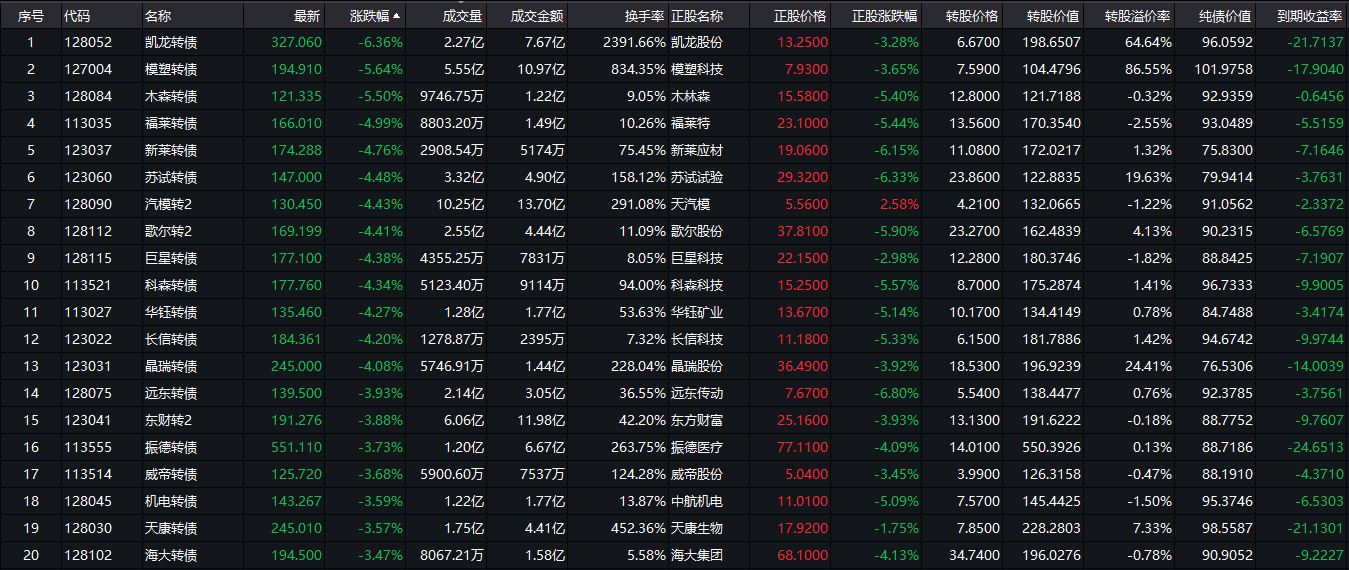 序号 代码 名称 最新 涨跌幅 成交量 成交金额 换手率 正股名称 正股价格 正股涨跌幅 转股价格 转股价值 转股溢价率 纯债价值 到期收益率
1 128052 凯龙转债 327.060 -6.36% 2.27亿 7.67亿 2391.66% 凯龙股份 13.2500 -3.28% 6.6700 198.6507 64.64% 96.0592 -21.7137
2 127004 模塑转债 194.910 -5.64% 5.55亿 10.97亿 834.35% 模塑科技 7.9300 -3.65% 7.5900 104.4796 86.55% 101.9758 -17.9040
3 128084 木森转债 121.335 -5.50% 9746.75万 1.22亿 9.05% 木林森 15.5800 -5.40% 12.8000 121.7188 -0.32% 92.9359 -0.6456
4 113035 福莱转债 166.010 -4.99% 8803.20万 1.49亿 10.26% 福莱特 23.1000 -5.44% 13.5600 170.3540 -2.55% 93.0489 -5.5159
5 123037 新莱转债 174.288 -4.76% 2908.54万 5174万 75.45% 新莱应材 19.0600 -6.15% 11.0800 172.0217 1.32% 75.8300 -7.1646
6 123060 苏试转债 147.000 -4.48% 3.32亿 4.90亿 158.12% 苏试试验 29.3200 -6.33% 23.8600 122.8835 19.63% 79.9414 -3.7631
7 128090 汽模转2 130.450 -4.43% 10.25亿 13.70亿 291.08% 天汽模 5.5600 2.58% 4.2100 132.0665 -1.22% 91.0562 -2.3372
8 128112 歌尔转2 169.199 -4.41% 2.55亿 4.44亿 11.09% 歌尔股份 37.8100 -5.90% 23.2700 162.4839 4.13% 90.2315 -6.5769
9 128115 巨星转债 177.100 -4.38% 4355.25万 7831万 8.05% 巨星科技 22.1500 -2.98% 12.2800 180.3746 -1.82% 88.8425 -7.1907
10 113521 科森转债 177.760 -4.34% 5123.40万 9114万 94.00% 科森科技 15.2500 -5.57% 8.7000 175.2874 1.41% 96.7333 -9.9005
11 113027 华钰转债 135.460 -4.27% 1.28亿 1.77亿 53.63% 华钰矿业 13.6700 -5.14% 10.1700 134.4149 0.78% 84.7488 -3.4174
12 123022 长信转债 184.361 -4.20% 1278.87万 2395万 7.32% 长信科技 11.1800 -5.33% 6.1500 181.7886 1.42% 94.6742 -9.9744
13 123031 晶瑞转债 245.000 -4.08% 5746.91万 1.44亿 228.04% 晶瑞股份 36.4900 -3.92% 18.5300 196.9239 24.41% 76.5306 -14.0039
14 128075 远东转债 139.500 -3.93% 2.14亿 3.05亿 36.55% 远东传动 7.6700 -6.80% 5.5400 138.4477 0.76% 92.3785 -3.7561
15 123041 东财转2 191.276 -3.88% 6.06亿 11.98亿 42.20% 东方财富 25.1600 -3.93% 13.1300 191.6222 -0.18% 88.7752 -9.7607
16 113555 振德转债 551.110 -3.73% 1.20亿 6.67亿 263.75% 振德医疗 77.1100 -4.09% 14.0100 550.3926 0.13% 88.7186 -24.6513
17 113514 威帝转债 125.720 -3.68% 5900.60万 7537万 124.28% 威帝股份 5.0400 -3.45% 3.9900 126.3158 -0.47% 88.1910 -4.3710
18 128045 机电转债 143.267 -3.59% 1.22亿 1.77亿 13.87% 中航机电 11.0100 -5.09% 7.5700 145.4425 -1.50% 95.3746 -6.5303
19 128030 天康转债 245.010 -3.57% 1.75亿 4.41亿 452.36% 天康生物 17.9200 -1.75% 7.8500 228.2803 7.33% 98.5587 -21.1301
20 128102 海大转债 194.500 -3.47% 8067.21万 1.58亿 5.58% 海大集团 68.1000 -4.13% 34.7400 196.0276 -0.78% 90.9052 -9.2227